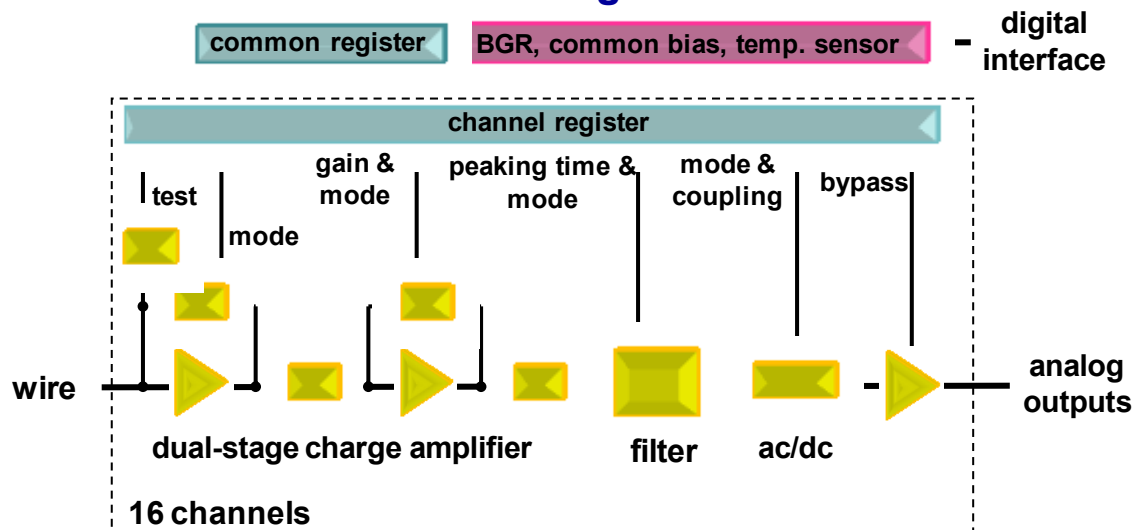 common register
BGR, common bias, temp. sensor
digital
interface
channel register
test
mode
gain &
mode
peaking time &
mode
mode &
coupling
bypass
wire
analog
outputs
dual-stage charge amplifier
filter
ac/dc
16 channels